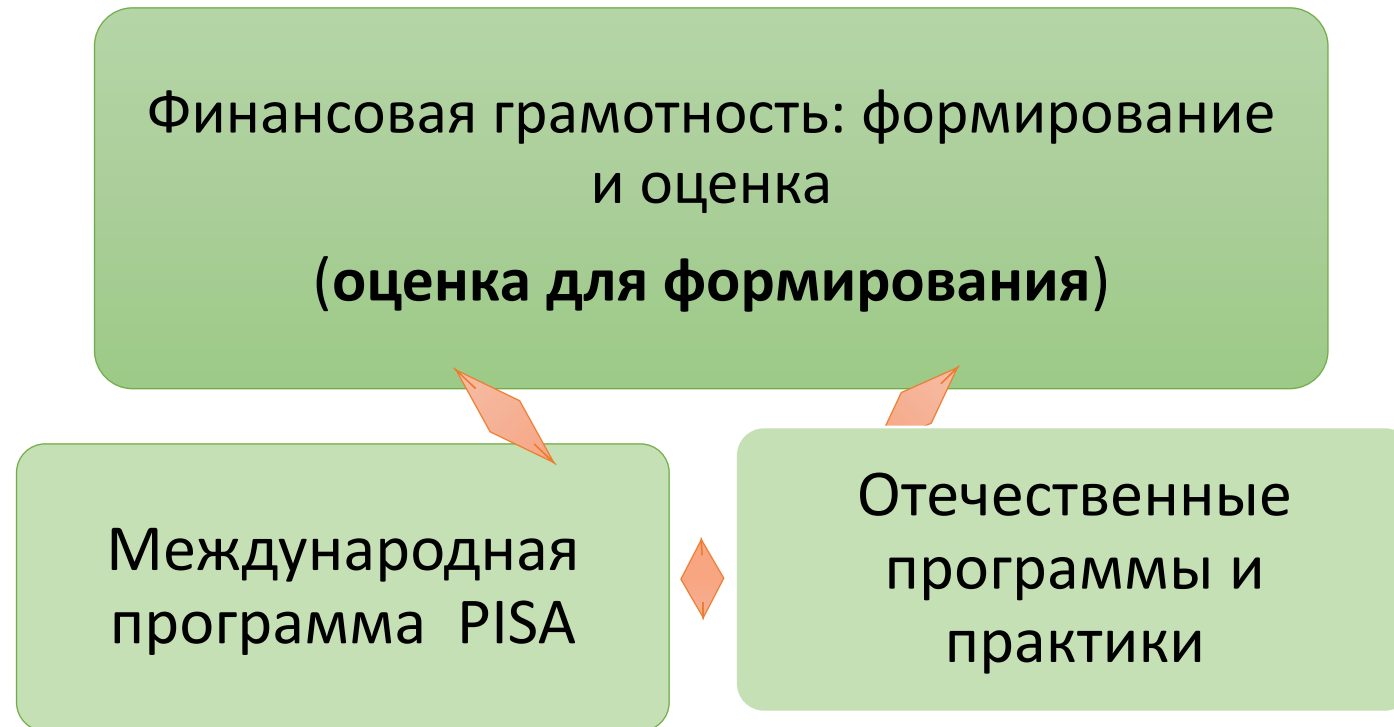 Финансовая грамотность: формирование
и оценка
(оценка для формирования)
Международная
программа PISA
Отечественные
программы и
практики